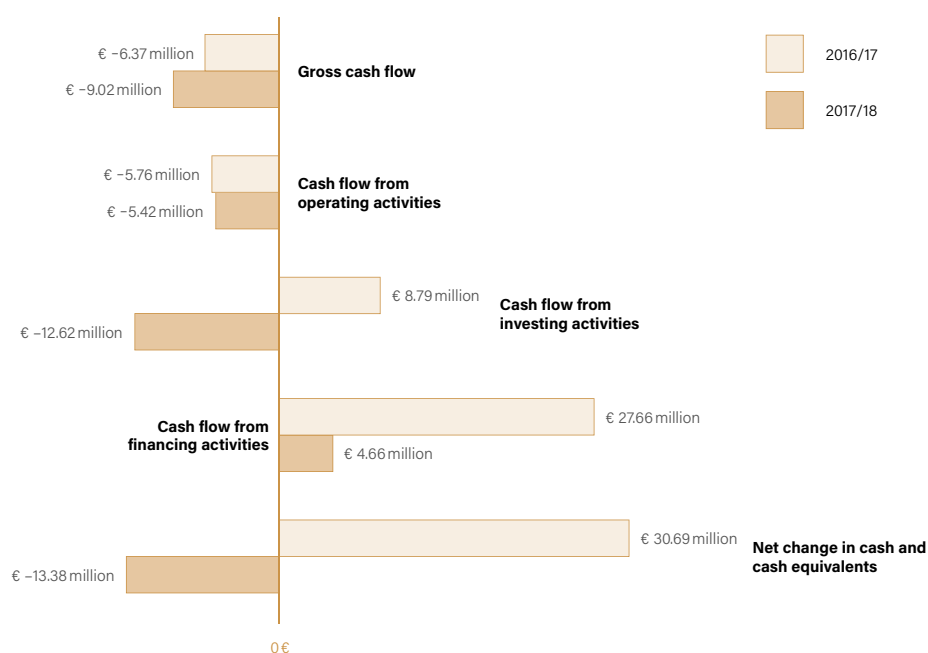 2016/17
2017/18
€ −6.37 million
€ −9.02 million
Gross cash flow
€ −5.76 million
€ −5.42 million
Cash flow from
operating activities
€ 8.79 million
€ −12.62 million
Cash flow from
investing activities
Cash flow from
financing activities
€ 27.66 million
€ 4.66 million
€ 30.69 million
€ −13.38 million
Net change in cash and
cash equivalents
0 €